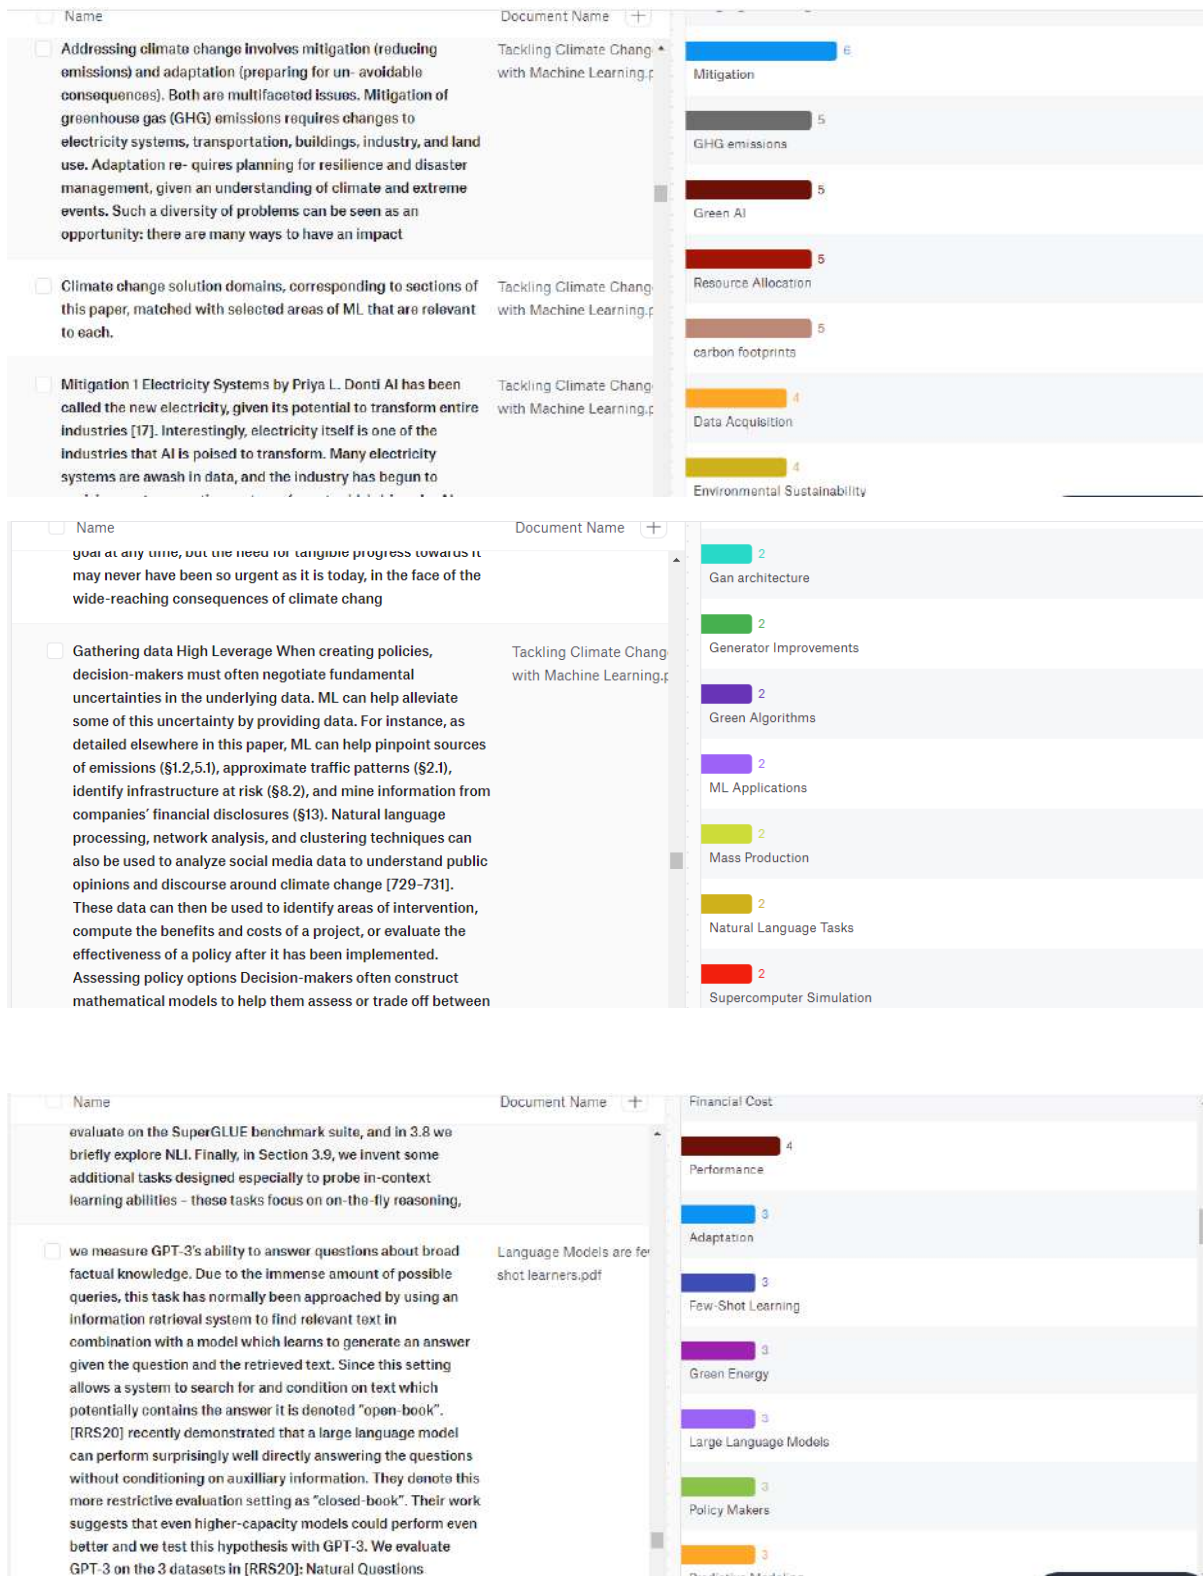 Name
Document Name +
Addressing climate change involves mitigation (reducing
emissions) and adaptation (preparing for un- avoidable
consequences). Both are multifaceted issues. Mitigation of
greenhouse gas (GHG) emissions requires changes to
electricity systems, transportation, buildings, industry, and land
use. Adaptation re- quires planning for resilience and disaster
management, given an understanding of climate and extreme
events. Such a diversity of problems can be seen as an
opportunity: there are many ways to have an impact
Tackling Climate Chang
with Machine Learning.p
Climate change solution domains, corresponding to sections of
this paper, matched with selected areas of ML that are relevant
to each.
Tackling Climate Chang
with Machine Learning.p
Mitigation 1 Electricity Systems by Priya L. Donti AI has been
called the new electricity, given its potential to transform entire
industries [17]. Interestingly, electricity itself is one of the
industries that AI is poised to transform. Many electricity
systems are awash in data, and the industry has begun to
Tackling Climate Chang
with Machine Learning.p
6
Mitigation
5
GHG emissions
5
Green AI
5
Resource Allocation
5
carbon footprints
4
Data Acquisition
4
Environmental Sustainability
Name
Document Name +
goal at any time, but the need for tangible progress towards it
may never have been so urgent as it is today, in the face of the
wide-reaching consequences of climate chang
Gathering data High Leverage When creating policies,
decision-makers must often negotiate fundamental
uncertainties in the underlying data. ML can help alleviate
some of this uncertainty by providing data. For instance, as
detailed elsewhere in this paper, ML can help pinpoint sources
of emissions (§1.2,5.1), approximate traffic patterns (§2.1),
identify infrastructure at risk (§8.2), and mine information from
companies' financial disclosures (§13). Natural language
processing, network analysis, and clustering techniques can
also be used to analyze social media data to understand public
opinions and discourse around climate change [729–731].
These data can then be used to identify areas of intervention,
compute the benefits and costs of a project, or evaluate the
effectiveness of a policy after it has been implemented.
Assessing policy options Decision-makers often construct
mathematical models to help them assess or trade off between
Tackling Climate Chang
with Machine Learning.p
2
Gan architecture
2
Generator Improvements
2
Green Algorithms
2
ML Applications
2
Mass Production
2
Natural Language Tasks
2
Supercomputer Simulation
Name
Document Name +
evaluate on the SuperGLUE benchmark suite, and in 3.8 we
briefly explore NLI. Finally, in Section 3.9, we invent some
additional tasks designed especially to probe in-context
learning abilities – these tasks focus on on-the-fly reasoning,
we measure GPT-3's ability to answer questions about broad
factual knowledge. Due to the immense amount of possible
queries, this task has normally been approached by using an
information retrieval system to find relevant text in
combination with a model which learns to generate an answer
given the question and the retrieved text. Since this setting
allows a system to search for and condition on text which
potentially contains the answer it is denoted "open-book".
[RRS20] recently demonstrated that a large language model
can perform surprisingly well directly answering the questions
without conditioning on auxilliary information. They denote this
more restrictive evaluation setting as "closed-book". Their work
suggests that even higher-capacity models could perform even
better and we test this hypothesis with GPT-3. We evaluate
GPT-3 on the 3 datasets in [RRS20]: Natural Questions
Language Models are few
shot learners.pdf
Financial Cost
4
Performance
3
Adaptation
3
Few-Shot Learning
3
Green Energy
3
Large Language Models
3
Policy Makers
3
Predictive Modeling